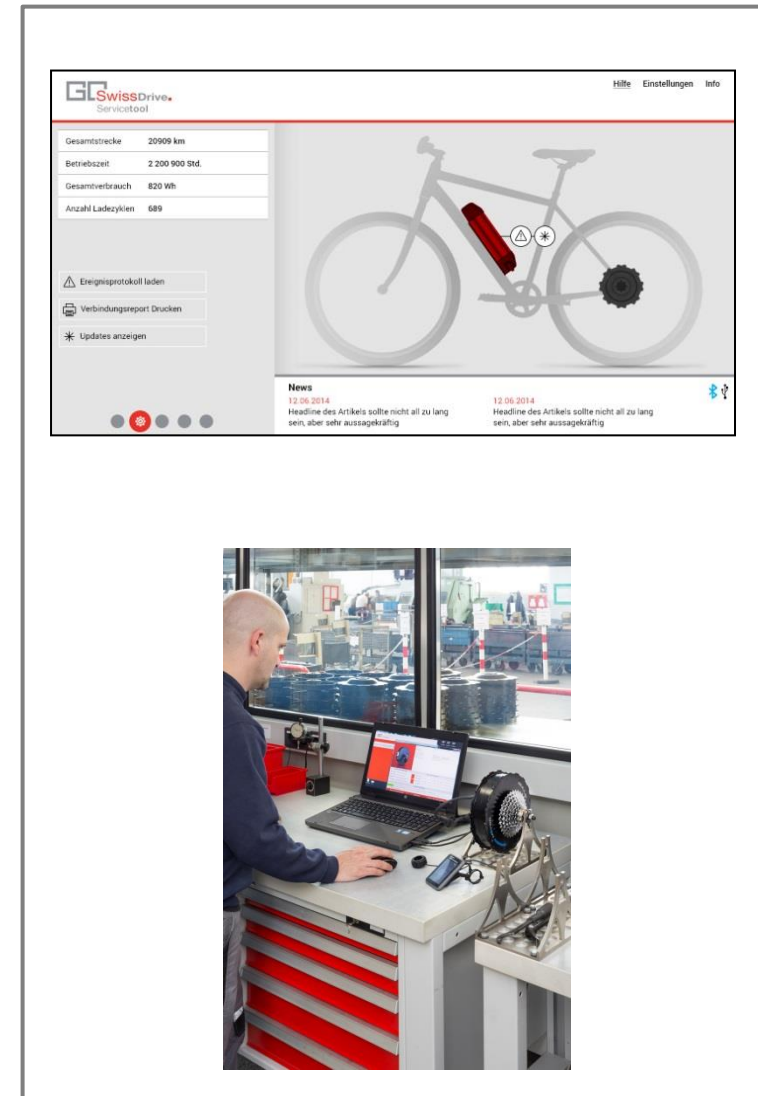 GO SwissDrive.
Servicetool
Hilfe Einstellungen Info
Gesamtstrecke 20909 km
Betriebszeit 2 200 900 Std.
Gesamtverbrauch 820 Wh
Anzahl Ladezyklen 689
Ereignisprotokoll laden
Verbindungsreport Drucken
Updates anzeigen
News
12.06.2014
Headline des Artikels sollte nicht all zu lang
sein, aber sehr aussagekräftig
12.06.2014
Headline des Artikels sollte nicht all zu lang
sein, aber sehr aussagekräftig